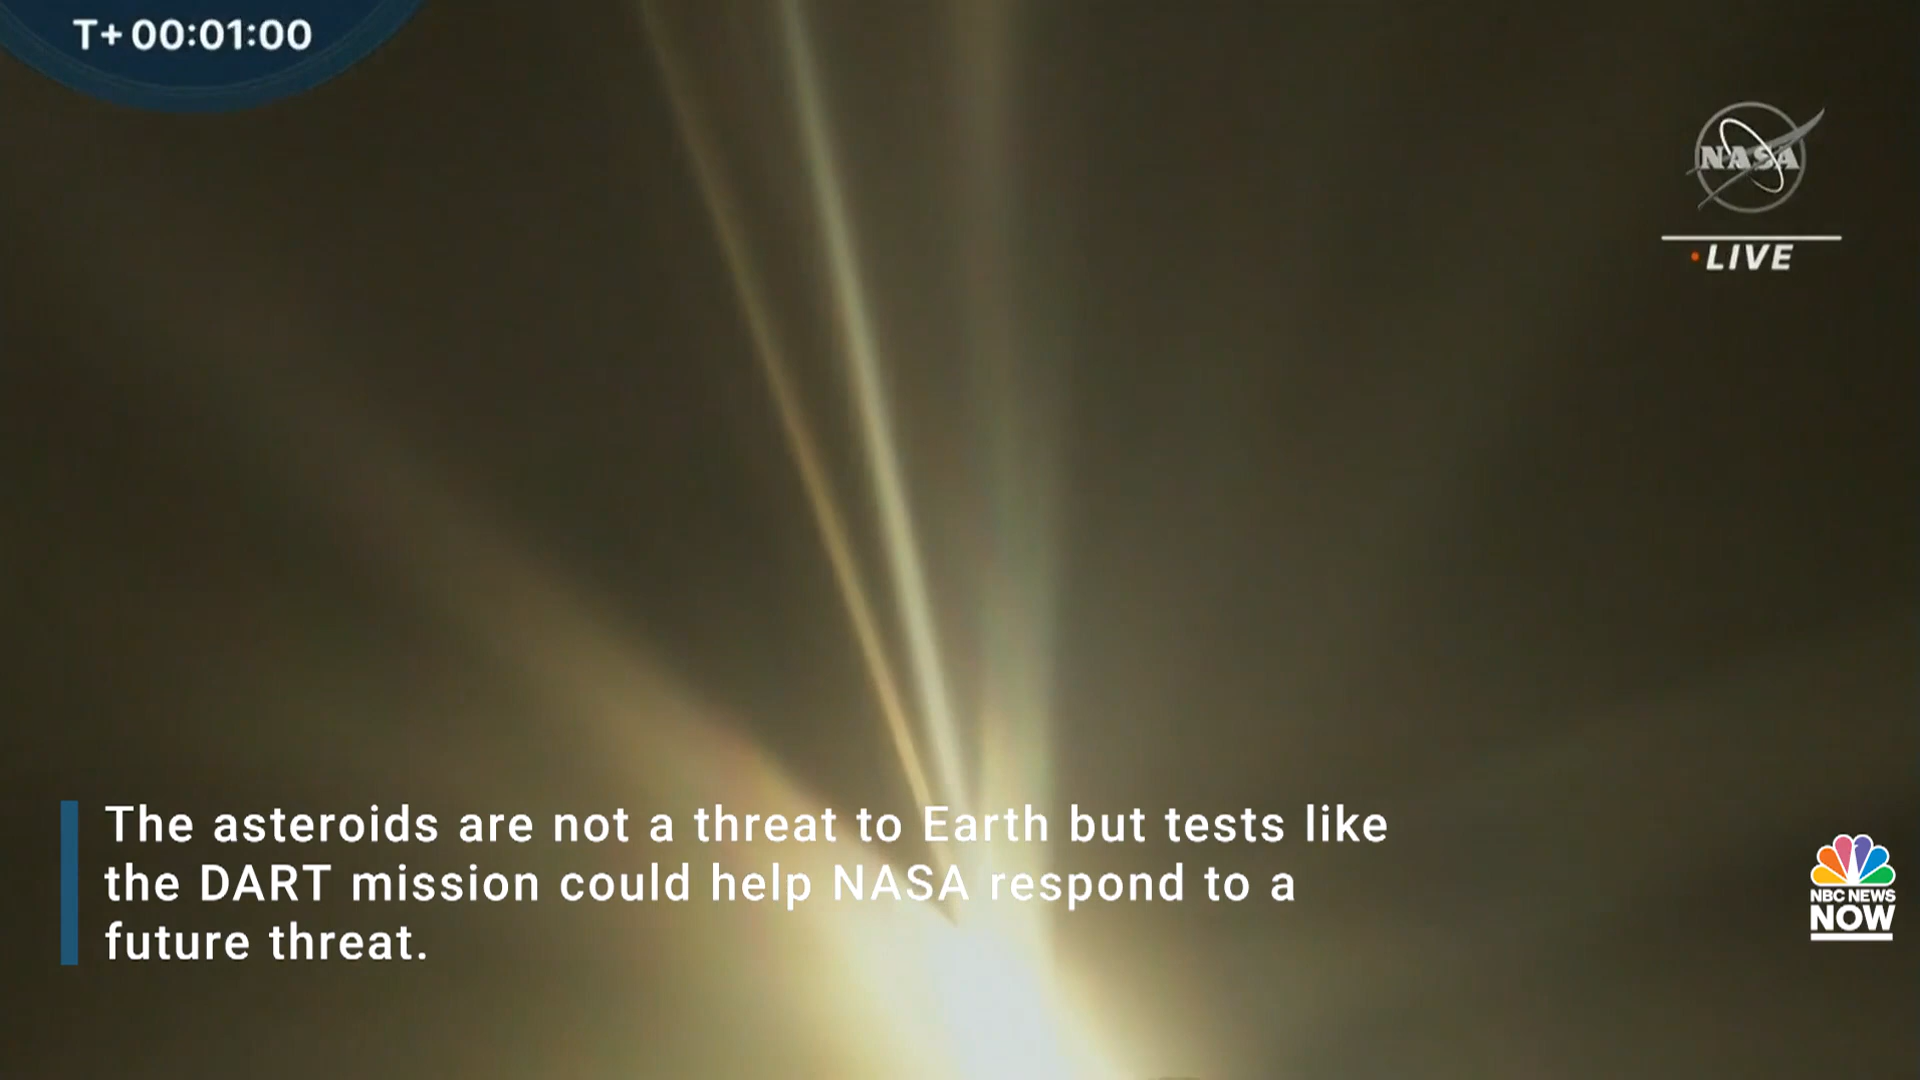 T+ 00:01:00
NASA
LIVE
The asteroids are not a threat to Earth but tests like
the DART mission could help NASA respond to a
future threat.
NBC NEWS
NOW